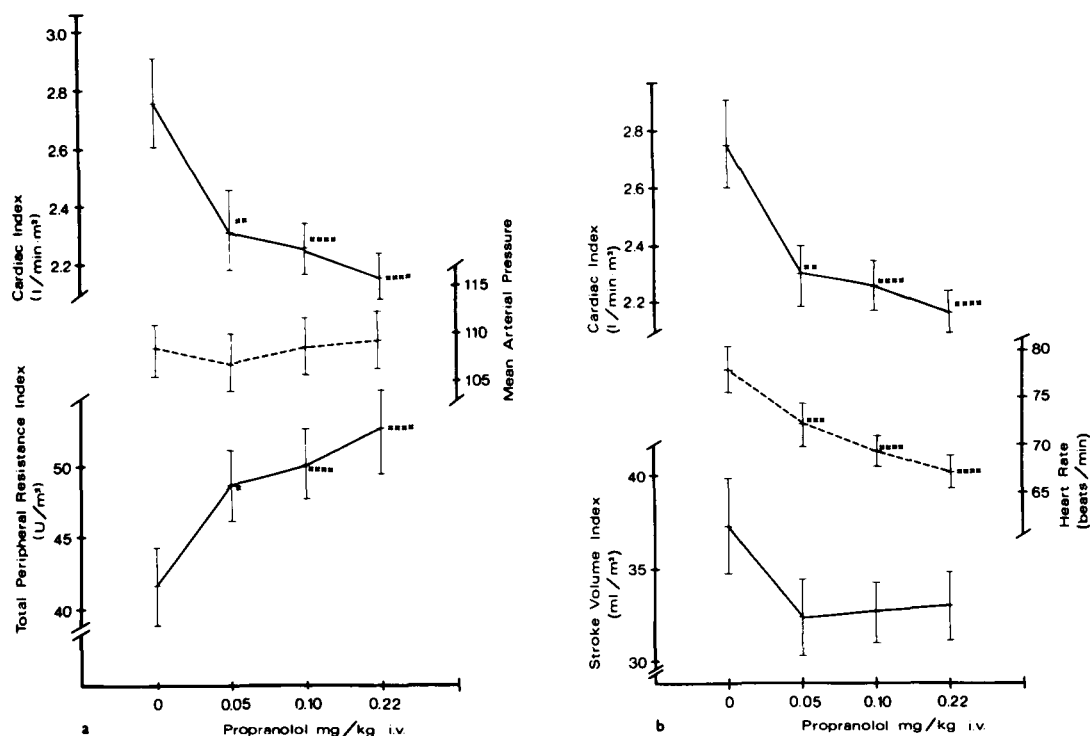 3.0
2.8
2.6
2.4
2.2
Cardiac Index
(l/min·m²)
115
110
105
Mean Arterial Pressure
50
45
40
Total Peripheral Resistance Index
(U/m²)
** 
****
****
*
****
****
0 0.05 0.10 0.22
a Propranolol mg/kg i.v.
2.8
2.6
2.4
2.2
Cardiac Index
(l/min·m²)
80
75
70
65
Heart Rate
(beats/min)
40
35
30
Stroke Volume Index
(ml/m²)
**
****
****
***
****
****
0 0.05 0.10 0.22
b Propranolol mg/kg i.v.